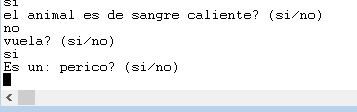 si
el animal es de sangre caliente? (si/no)
no
vuela? (si/no)
si
Es un: perico? (si/no)